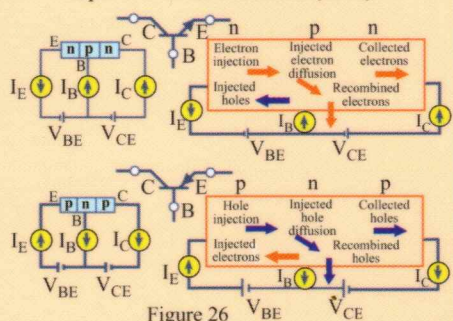 C E
B
n p n
E n p n C
B
I_E I_B I_C
V_BE V_CE
Electron injection
Injected electron diffusion
Collected electrons
Injected holes
Recombined electrons
I_E I_B I_C
V_BE V_CE
C E
B
p n p
E p n p C
B
I_E I_B I_C
V_BE V_CE
Hole injection
Injected hole diffusion
Collected holes
Injected electrons
Recombined holes
I_E I_B I_C
V_BE V_CE
Figure 26